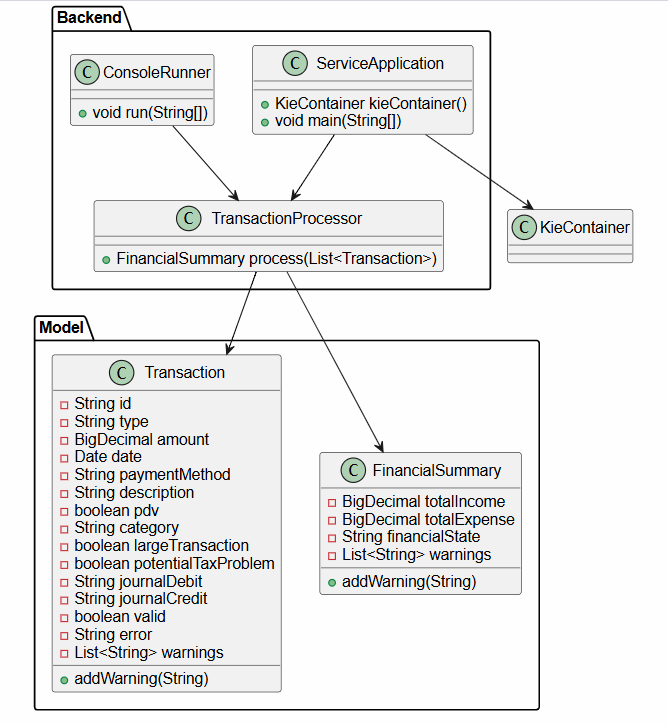 Backend
C ConsoleRunner
void run(String[])
C ServiceApplication
KieContainer kieContainer()
void main(String[])
C TransactionProcessor
FinancialSummary process(List<Transaction>)
C KieContainer
Model
C Transaction
String id
String type
BigDecimal amount
Date date
String paymentMethod
String description
boolean pdv
String category
boolean largeTransaction
boolean potentialTaxProblem
String journalDebit
String journalCredit
boolean valid
String error
List<String> warnings
addWarning(String)
C FinancialSummary
BigDecimal totalIncome
BigDecimal totalExpense
String financialState
List<String> warnings
addWarning(String)